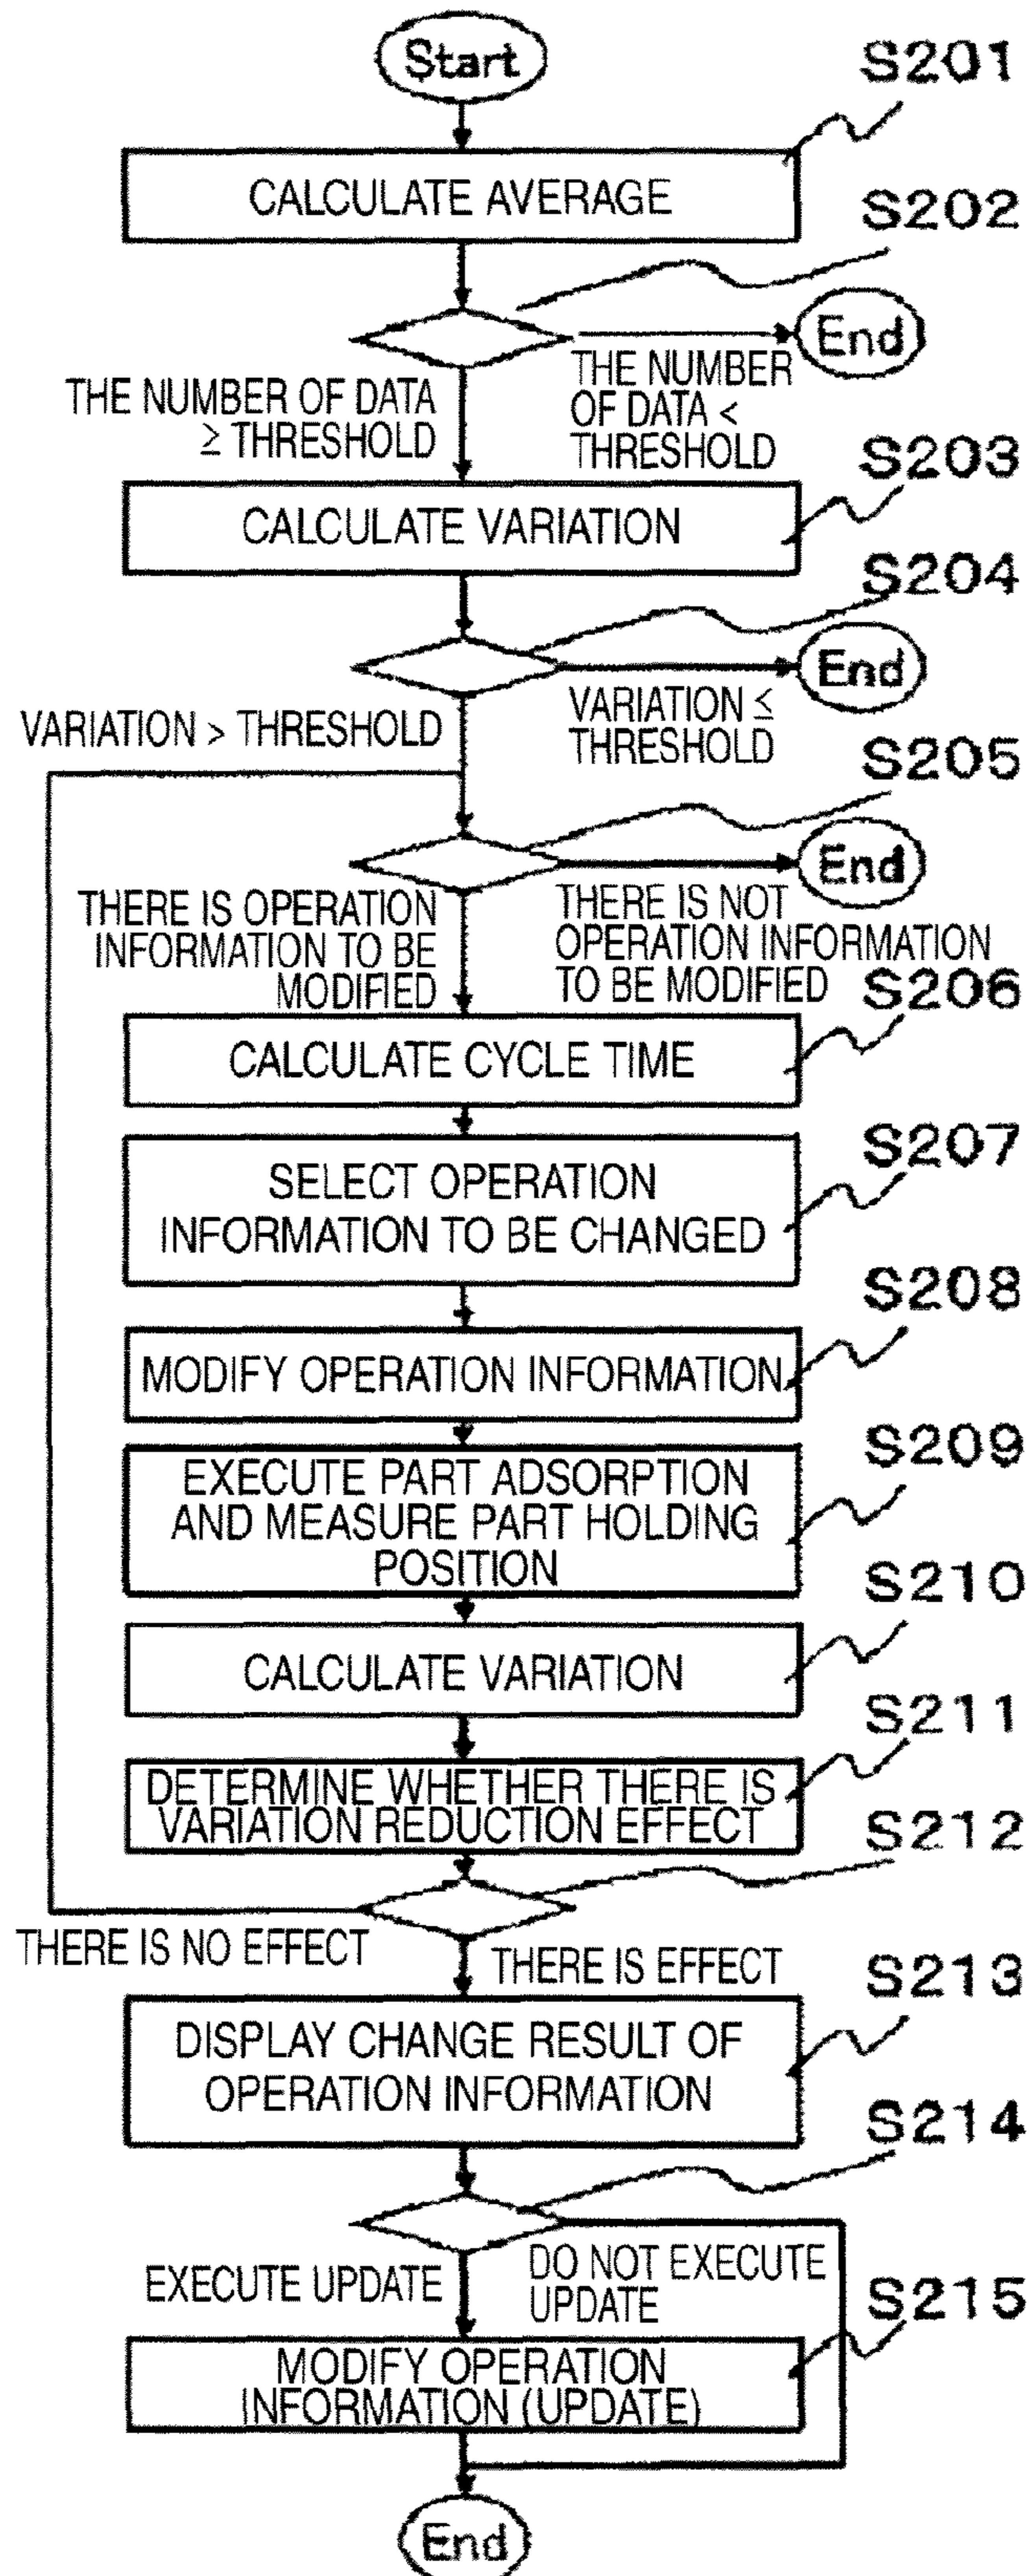 Start
S201
CALCULATE AVERAGE
S202
End
THE NUMBER OF DATA
≥ THRESHOLD
THE NUMBER
OF DATA <
THRESHOLD
S203
CALCULATE VARIATION
S204
End
VARIATION > THRESHOLD
VARIATION ≤
THRESHOLD
S205
End
THERE IS OPERATION
INFORMATION TO BE
MODIFIED
THERE IS NOT
OPERATION INFORMATION
TO BE MODIFIED
S206
CALCULATE CYCLE TIME
S207
SELECT OPERATION
INFORMATION TO BE CHANGED
S208
MODIFY OPERATION INFORMATION
S209
EXECUTE PART ADSORPTION
AND MEASURE PART HOLDING
POSITION
S210
CALCULATE VARIATION
S211
DETERMINE WHETHER THERE IS
VARIATION REDUCTION EFFECT
S212
THERE IS NO EFFECT
THERE IS EFFECT
S213
DISPLAY CHANGE RESULT OF
OPERATION INFORMATION
S214
EXECUTE UPDATE
DO NOT EXECUTE
UPDATE
S215
MODIFY OPERATION
INFORMATION (UPDATE)
End